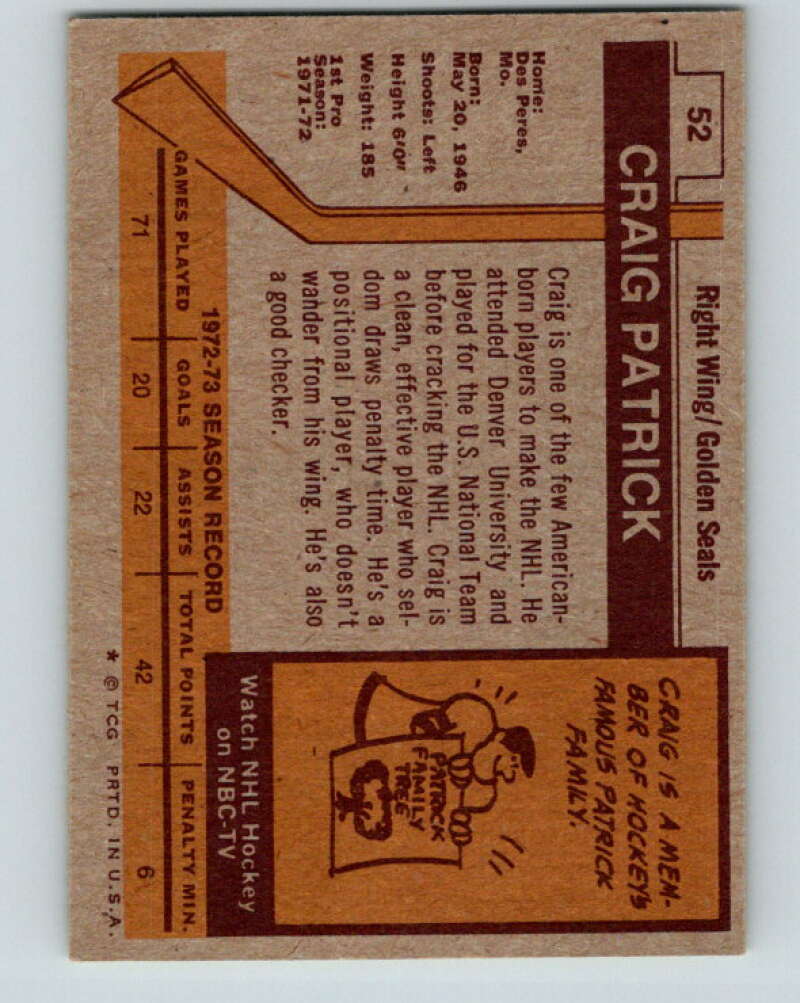 52
Right Wing/Golden Seals
CRAIG PATRICK
Home:
Des Peres,
Mo.
Born:
May 20, 1946
Shoots: Left
Height 6'0"
Weight: 185
1st Pro
Season:
1971-72
Craig is one of the few American-
born players to make the NHL. He
attended Denver University and
played for the U.S. National Team
before cracking the NHL. Craig is
a clean, effective player who sel-
dom draws penalty time. He's a
positional player, who doesn't
wander from his wing. He's also
a good checker.
CRAIG IS A MEM-
BER OF HOCKEY'S
FAMOUS PATRICK
FAMILY.
PATRICK
FAMILY
TREE
Watch NHL Hockey
on NBC-TV
1972-73 SEASON RECORD
GAMES PLAYED GOALS ASSISTS TOTAL POINTS PENALTY MIN.
71 20 22 42 6
* © TCG PRTD. IN U.S.A.